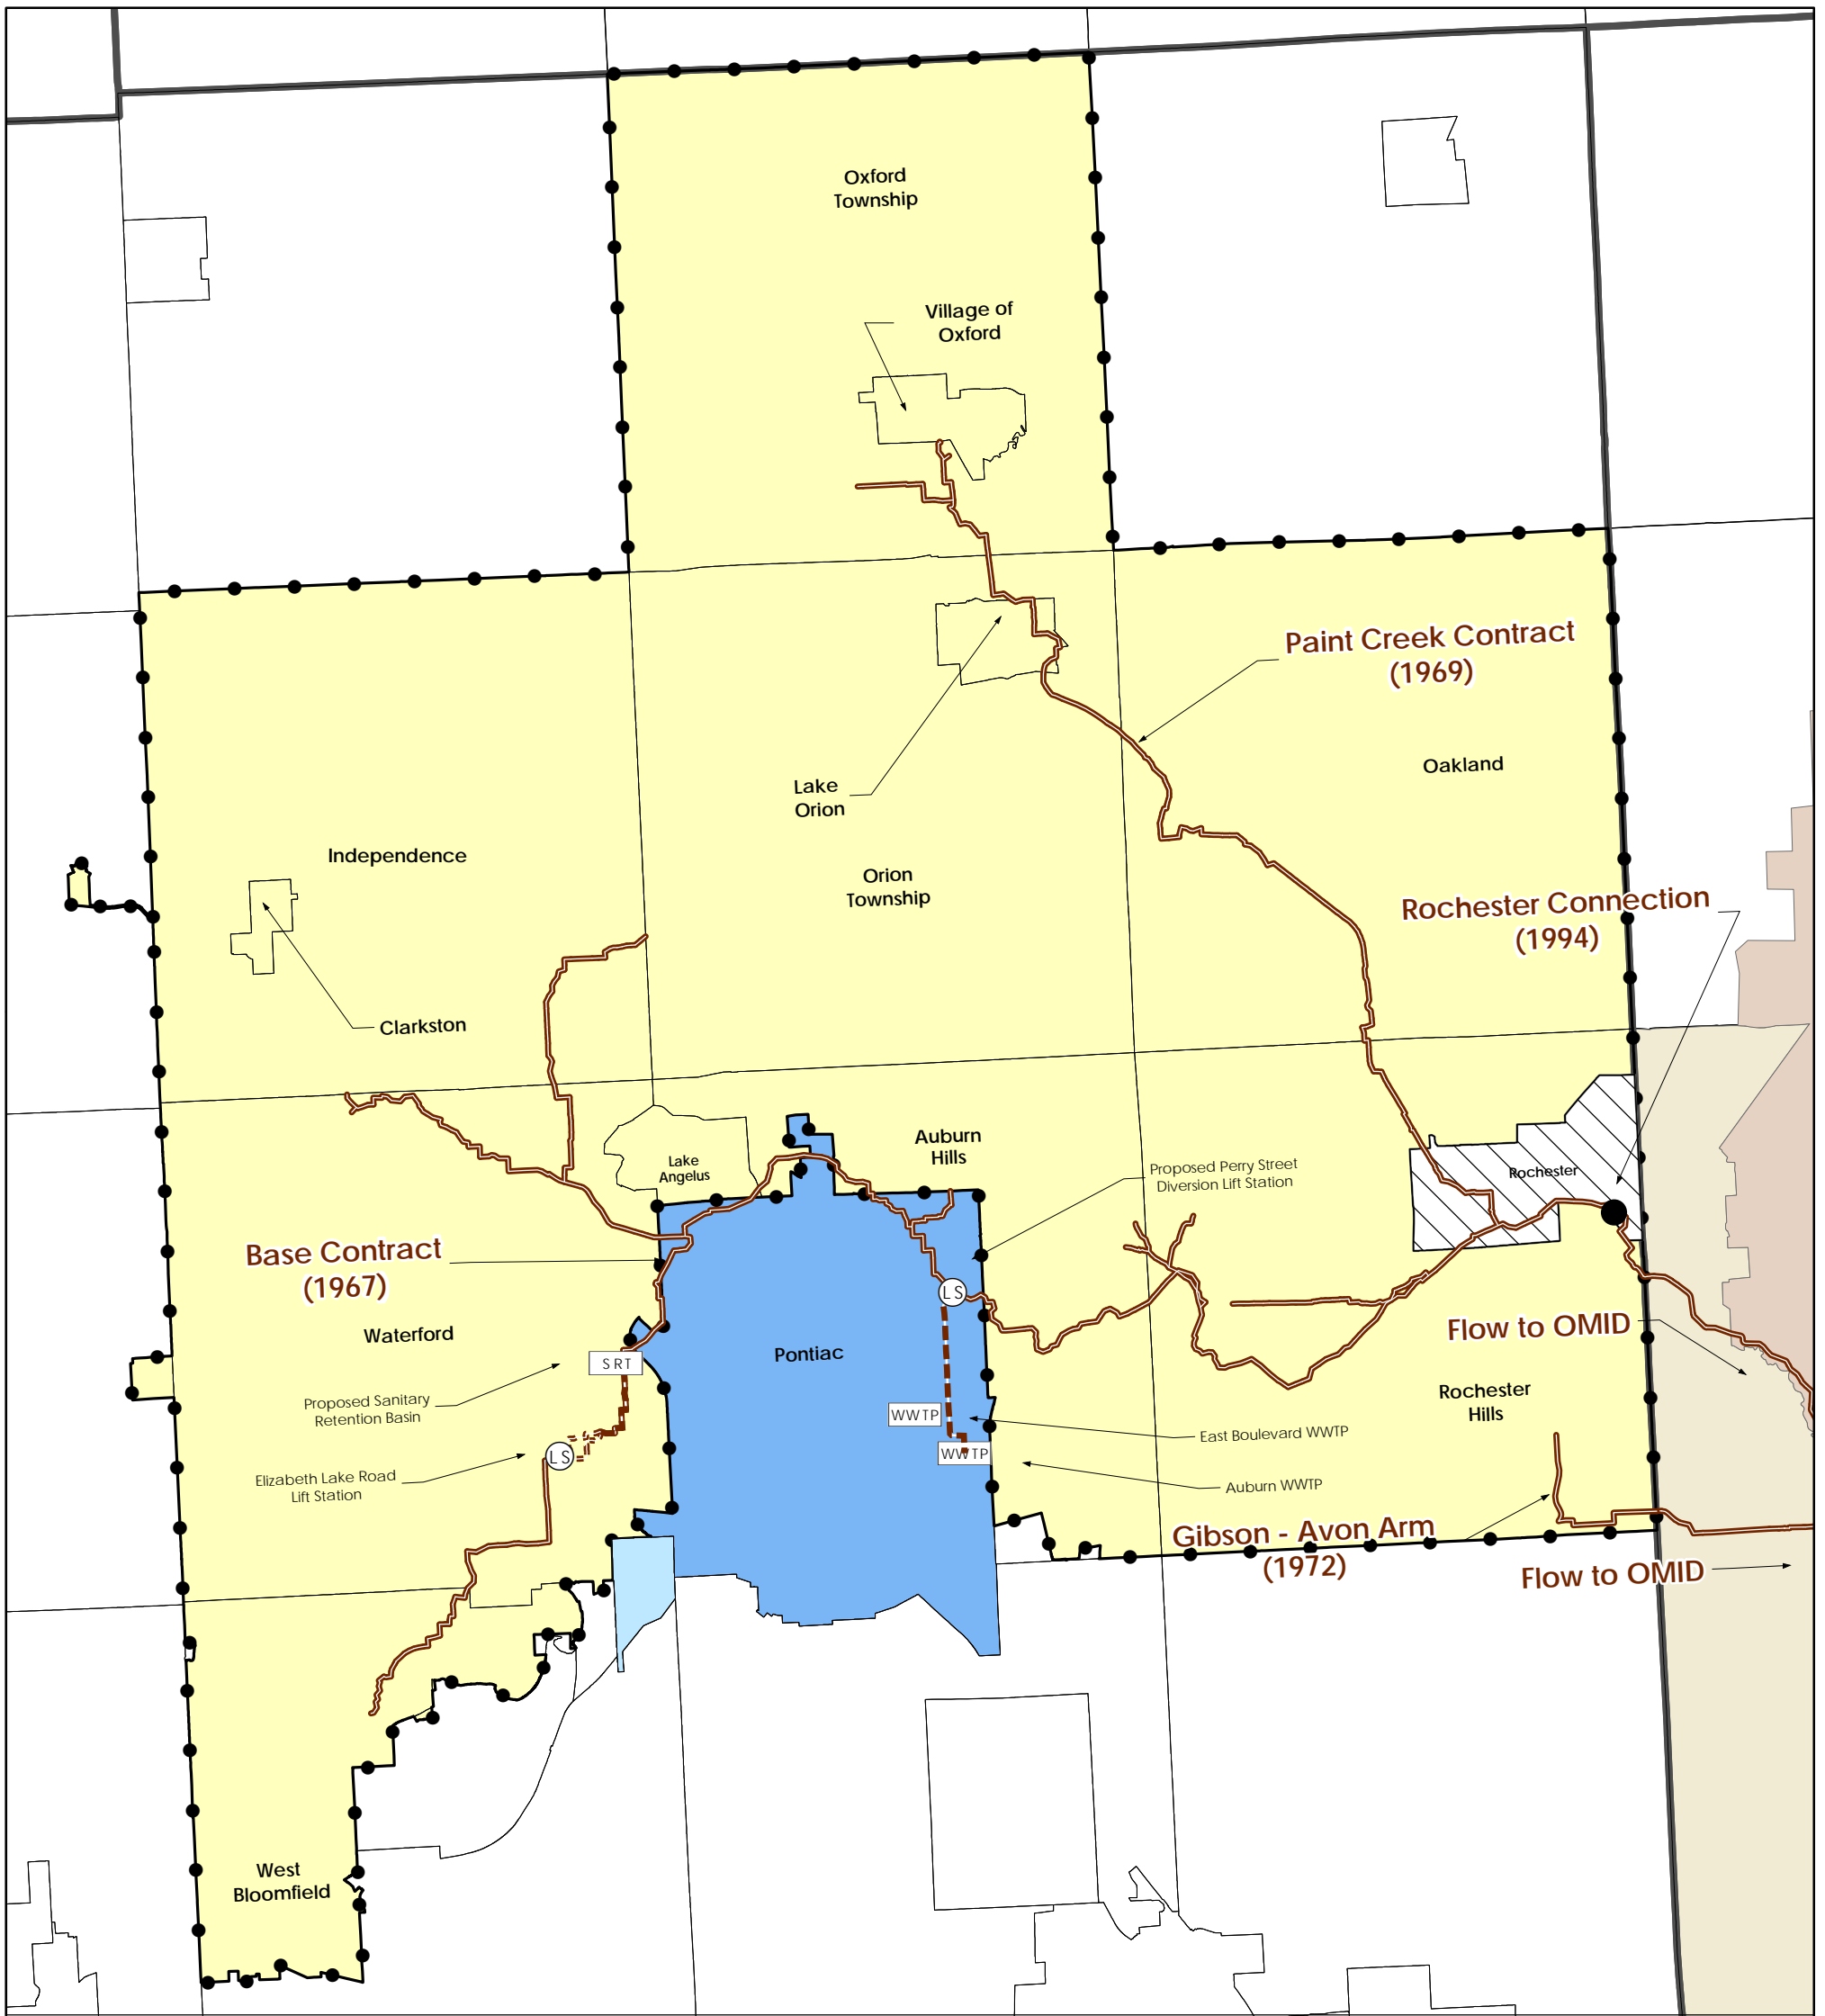 Oxford
Township
Village of
Oxford
Paint Creek Contract
(1969)
Oakland
Lake
Orion
Independence
Orion
Township
Rochester Connection
(1994)
Clarkston
Auburn
Hills
Lake
Angelus
Proposed Perry Street
Diversion Lift Station
Rochester
Base Contract
(1967)
LS
Waterford
Pontiac
Flow to OMID
SRT
Proposed Sanitary
Retention Basin
Rochester
Hills
WWTP
East Boulevard WWTP
WWTP
LS
Elizabeth Lake Road
Lift Station
Auburn WWTP
Gibson - Avon Arm
(1972)
Flow to OMID
West
Bloomfield